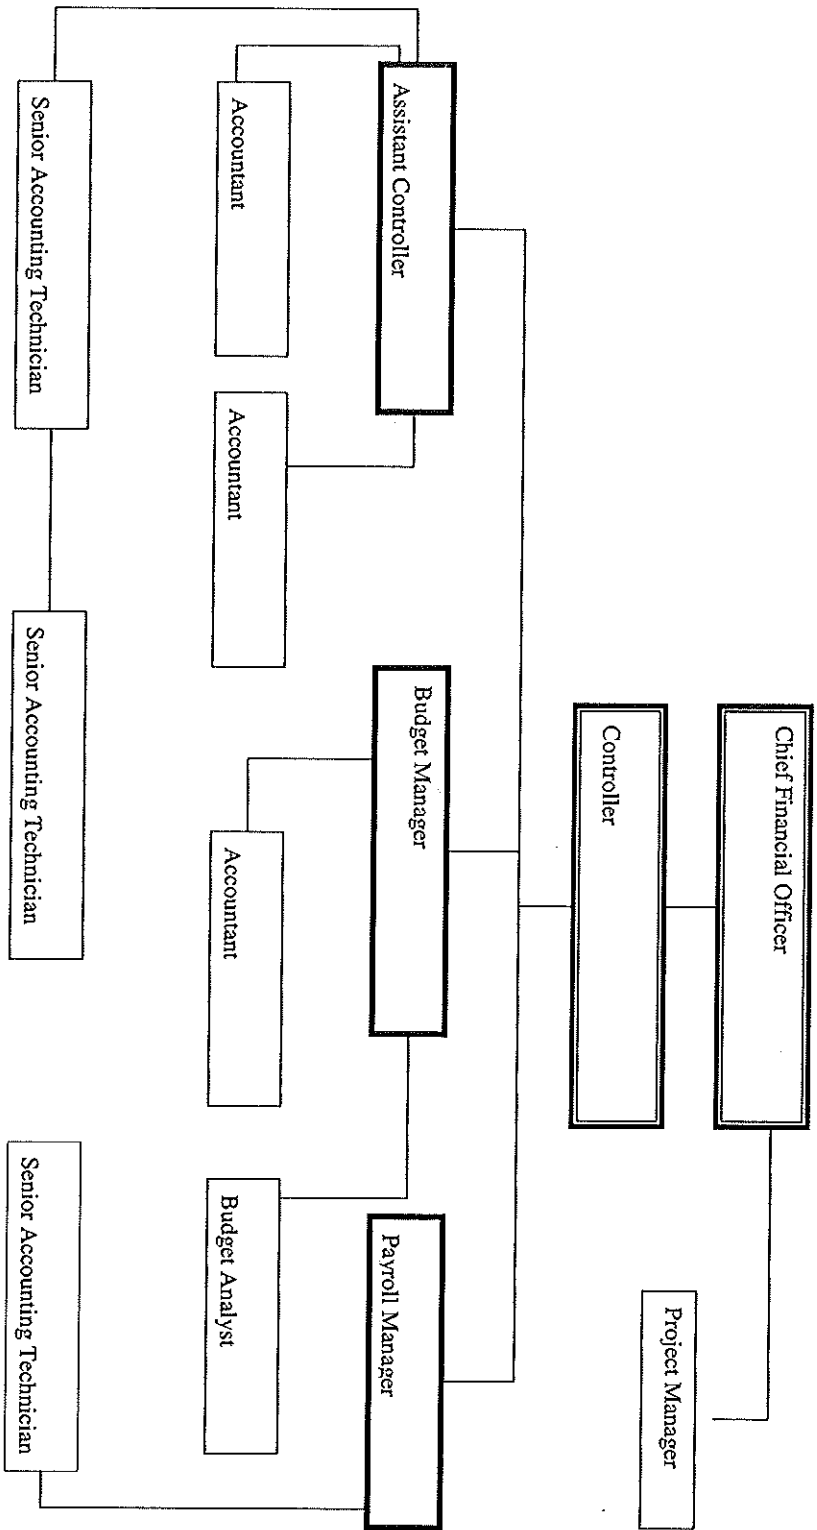 Chief Financial Officer
Project Manager
Controller
Assistant Controller
Budget Manager
Payroll Manager
Accountant
Accountant
Accountant
Budget Analyst
Senior Accounting Technician
Senior Accounting Technician
Senior Accounting Technician